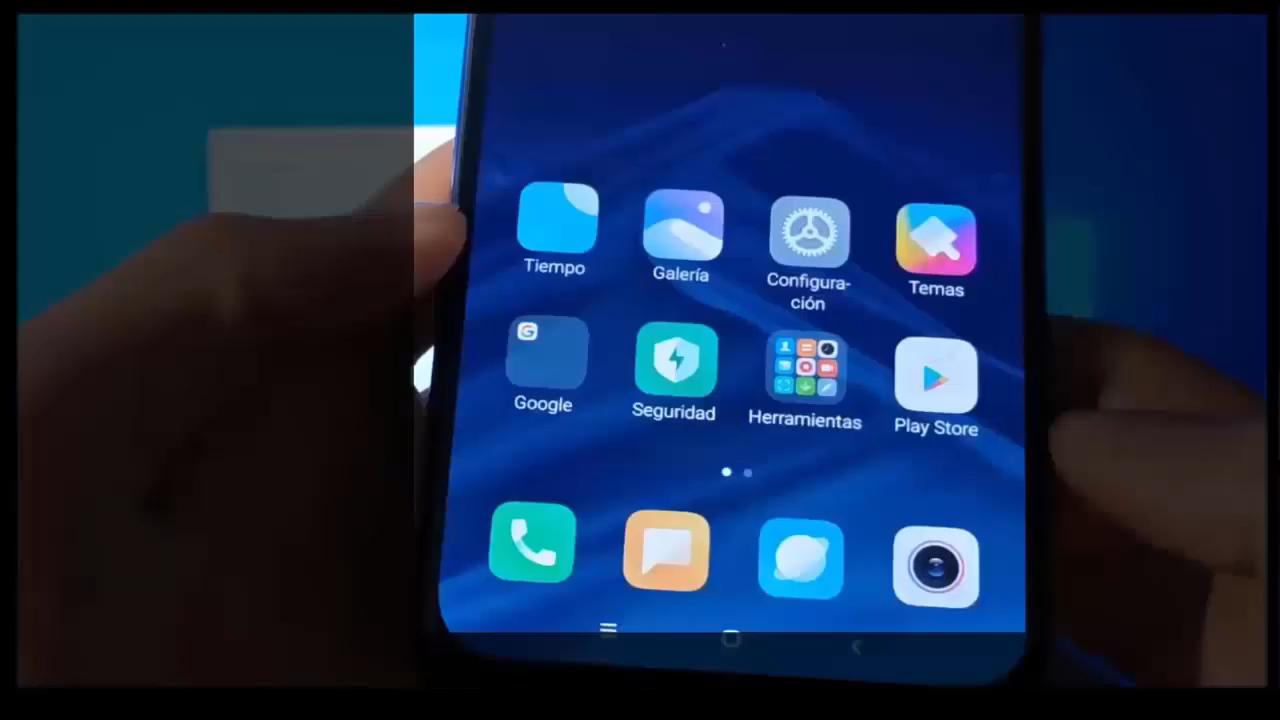 Tiempo
Galería
Configura-
ción
Temas
Google
Seguridad
Herramientas
Play Store